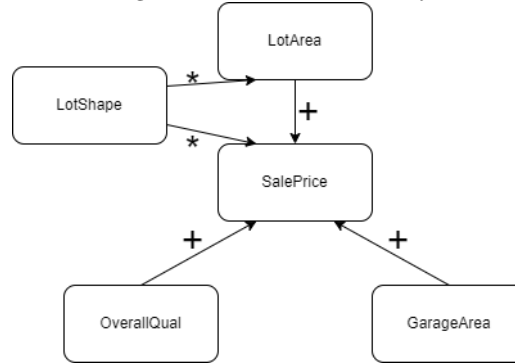 LotArea
*
LotShape
+
*
SalePrice
+
+
OverallQual
GarageArea